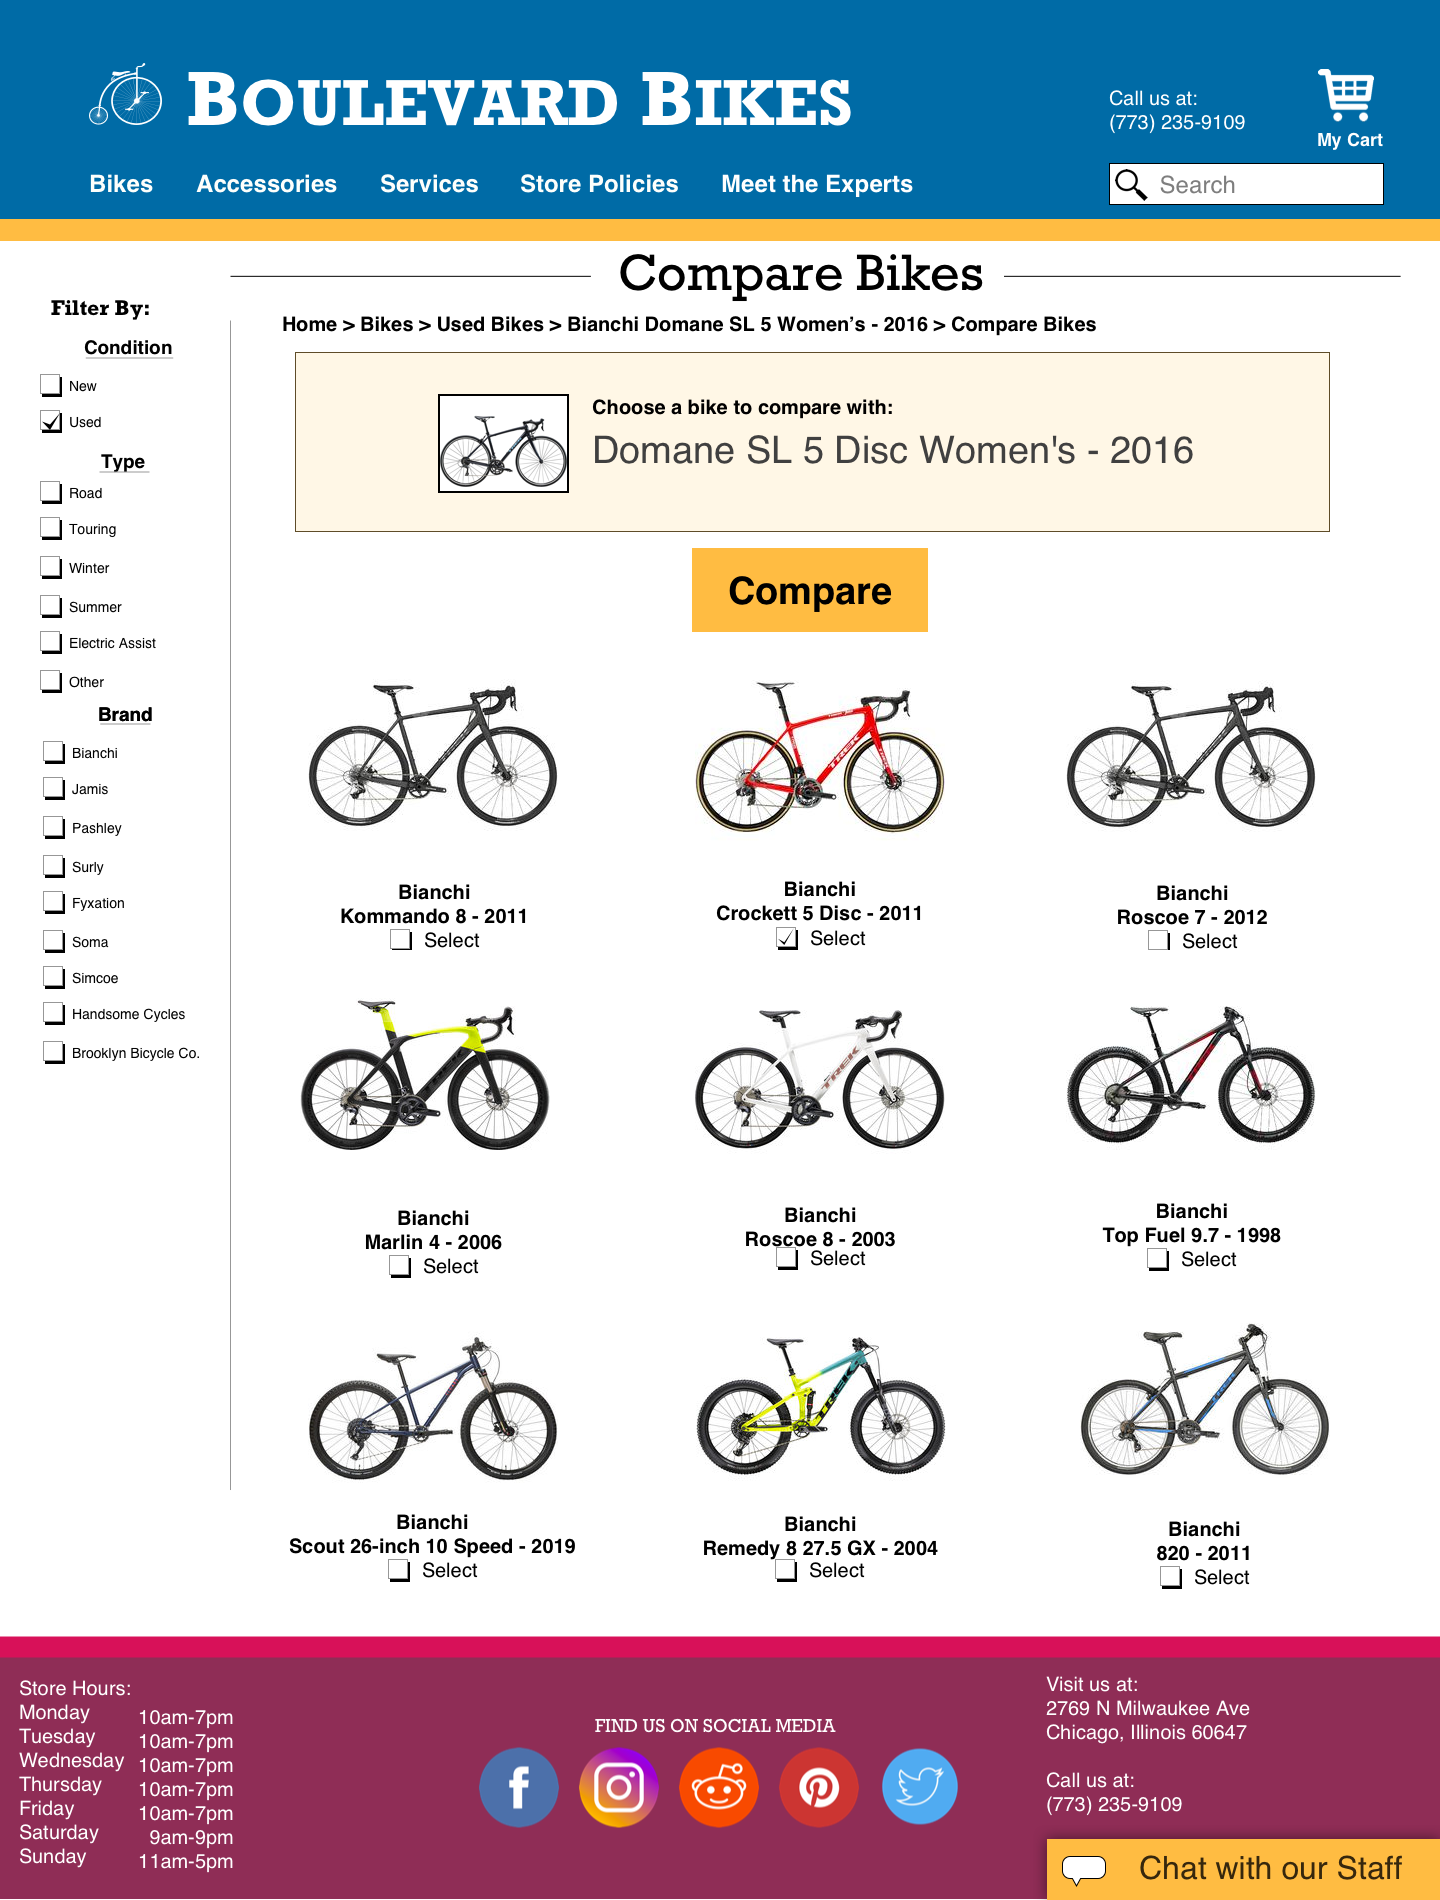 BOULEVARD BIKES
Call us at:
(773) 235-9109
My Cart
Bikes Accessories Services Store Policies Meet the Experts
Search
Compare Bikes
Filter By:
Home > Bikes > Used Bikes > Bianchi Domane SL 5 Women’s - 2016 > Compare Bikes
Condition
New
Used
Type
Road
Touring
Winter
Summer
Electric Assist
Other
Brand
Bianchi
Jamis
Pashley
Surly
Fyxation
Soma
Simcoe
Handsome Cycles
Brooklyn Bicycle Co.
Choose a bike to compare with:
Domane SL 5 Disc Women's - 2016
Compare
TREK
Bianchi
Kommando 8 - 2011
Select
Bianchi
Crockett 5 Disc - 2011
Select
Bianchi
Roscoe 7 - 2012
Select
TREK
Bianchi
Marlin 4 - 2006
Select
Bianchi
Roscoe 8 - 2003
Select
Bianchi
Top Fuel 9.7 - 1998
Select
TREK
Bianchi
Scout 26-inch 10 Speed - 2019
Select
Bianchi
Remedy 8 27.5 GX - 2004
Select
Bianchi
820 - 2011
Select
Store Hours:
Monday 10am-7pm
Tuesday 10am-7pm
Wednesday 10am-7pm
Thursday 10am-7pm
Friday 10am-7pm
Saturday 9am-9pm
Sunday 11am-5pm
FIND US ON SOCIAL MEDIA
Visit us at:
2769 N Milwaukee Ave
Chicago, Illinois 60647
Call us at:
(773) 235-9109
Chat with our Staff